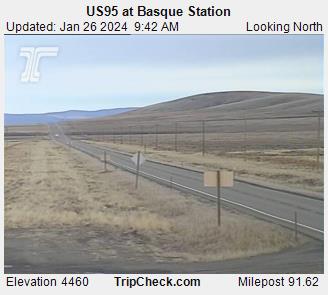 US95 at Basque Station
Updated: Jan 26 2024 9:42 AM Looking North
Elevation 4460 TripCheck.com Milepost 91.62